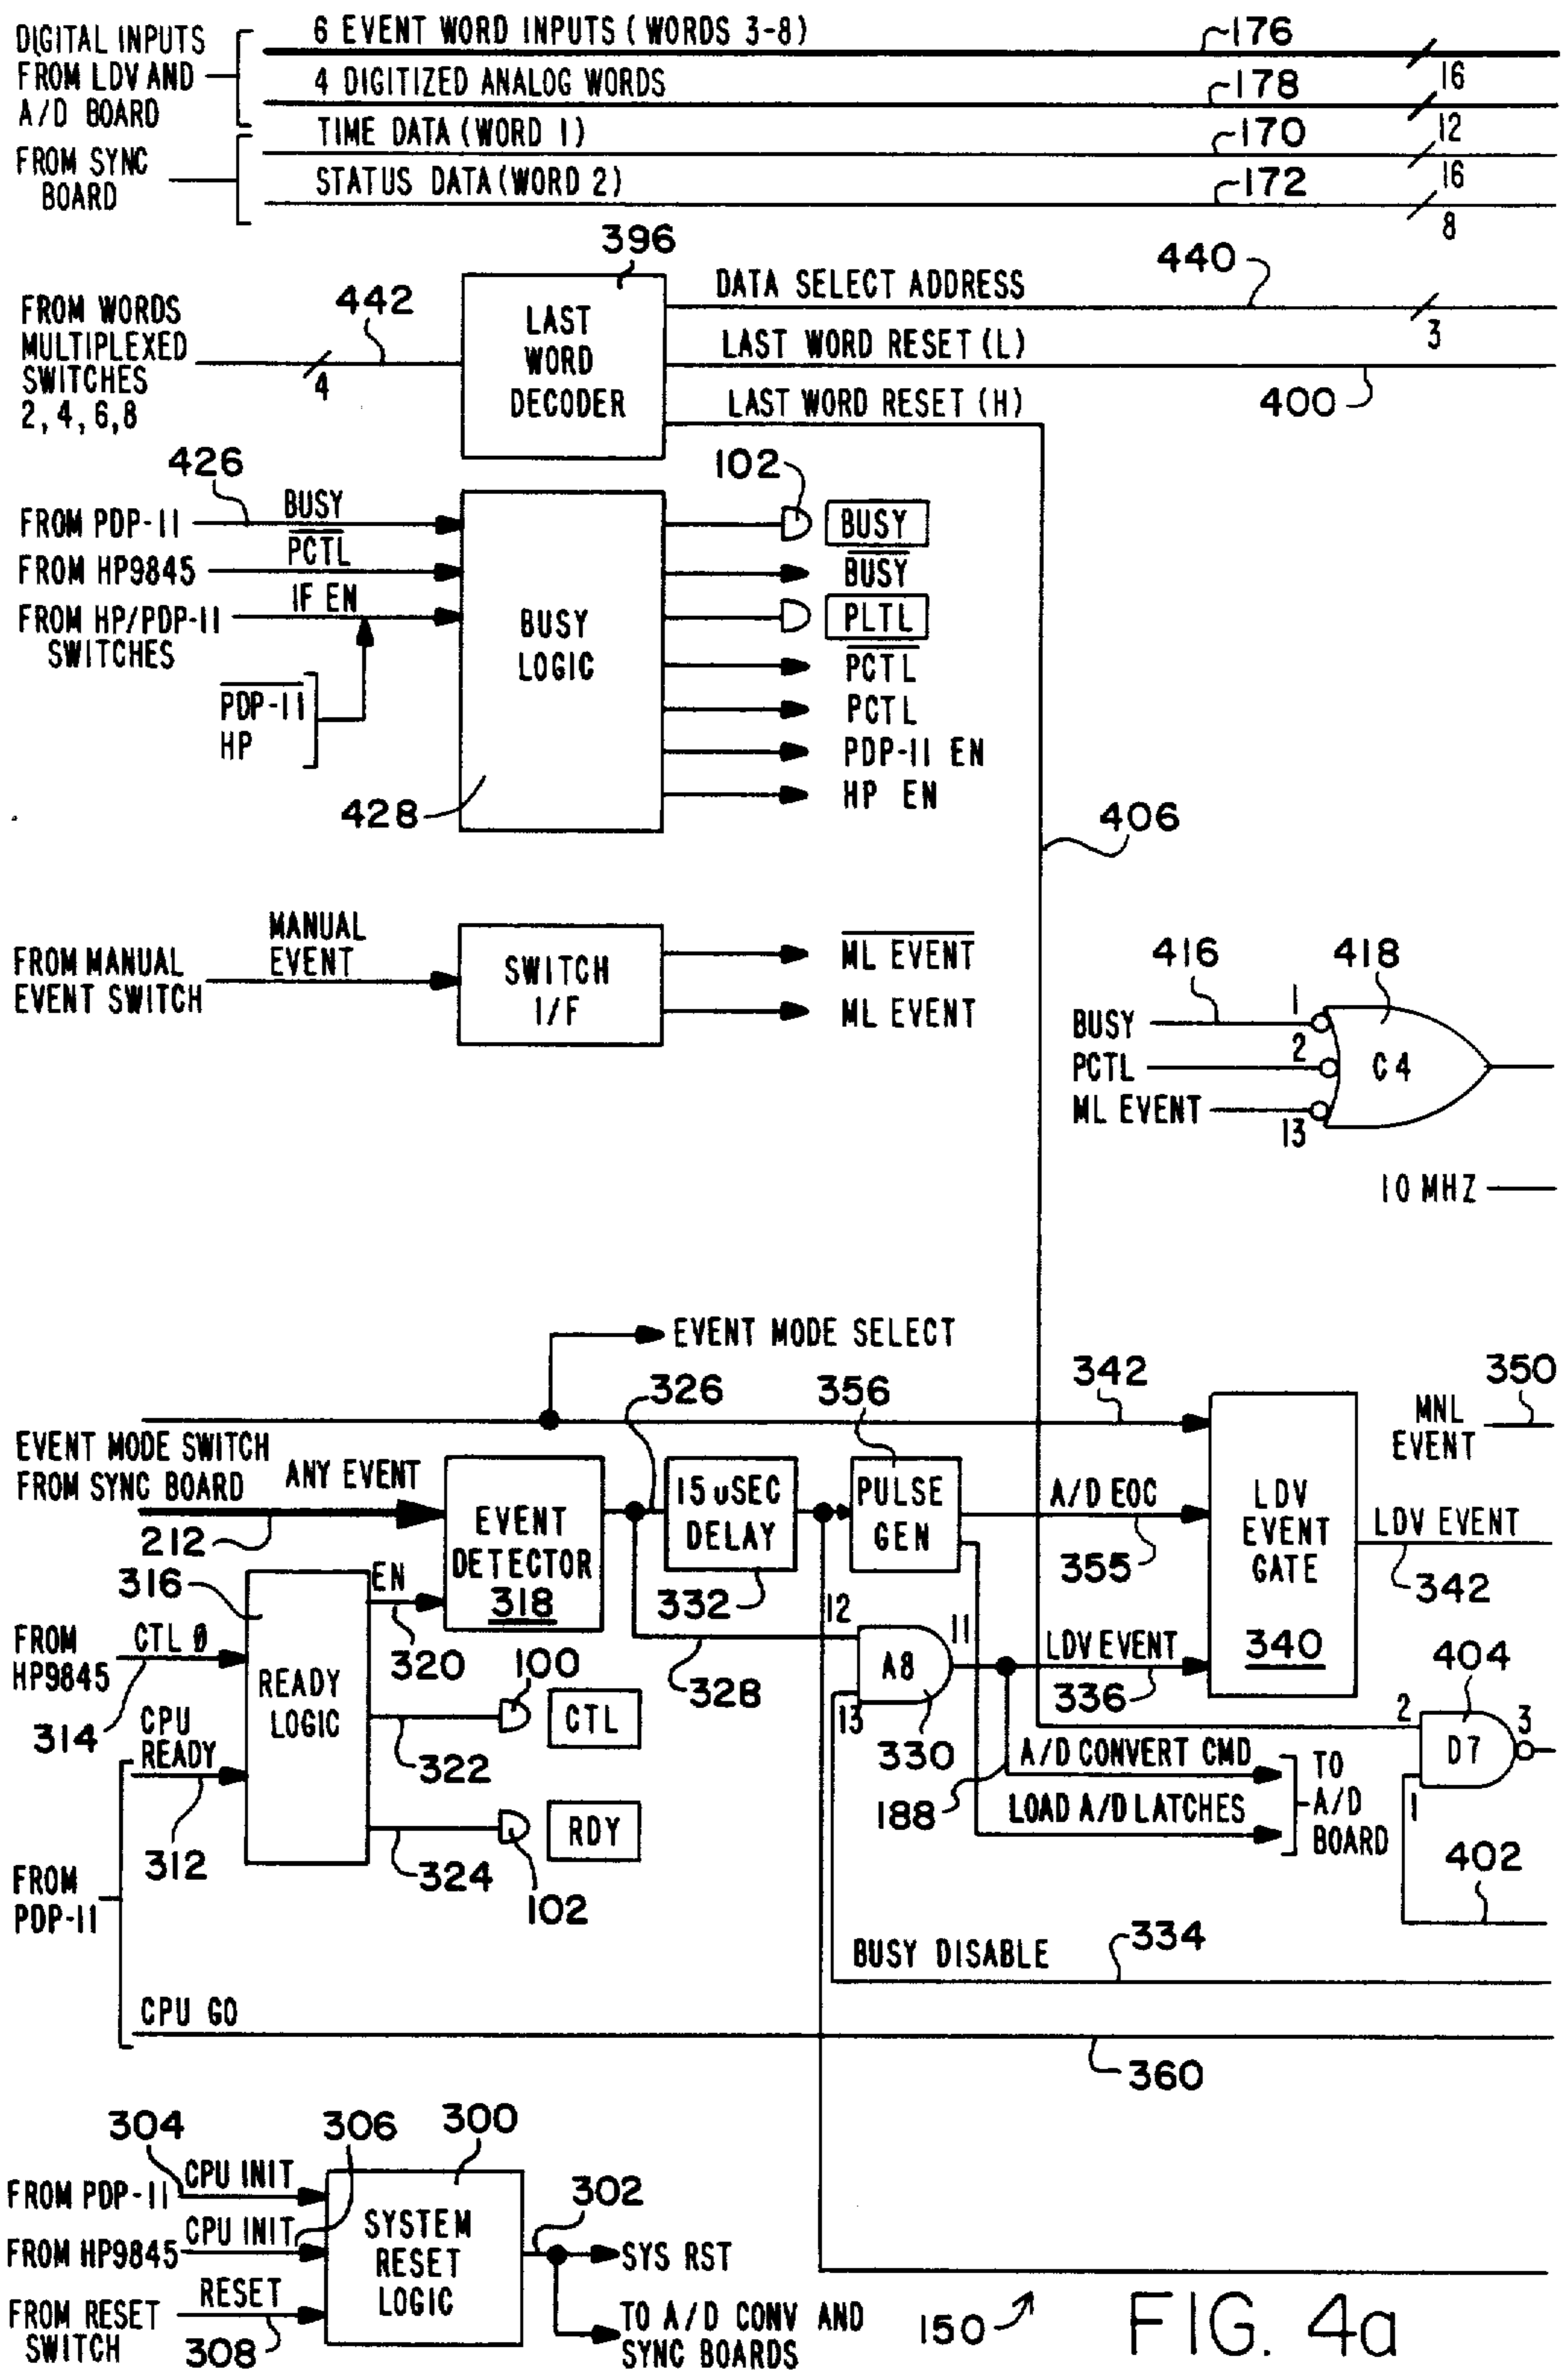 DIGITAL INPUTS
FROM LDV AND
A/D BOARD
FROM SYNC
BOARD
6 EVENT WORD INPUTS (WORDS 3-8)
176
16
4 DIGITIZED ANALOG WORDS
178
12
TIME DATA (WORD 1)
170
16
STATUS DATA (WORD 2)
172
8
396
FROM WORDS
MULTIPLEXED
SWITCHES
2, 4, 6, 8
442
4
LAST
WORD
DECODER
DATA SELECT ADDRESS
440
3
LAST WORD RESET (L)
400
LAST WORD RESET (H)
426
102
FROM PDP-11
BUSY
FROM HP9845
PCTL
FROM HP/PDP-11
SWITCHES
IF EN
PDP-11
HP
BUSY
LOGIC
428
BUSY
BUSY
PLTL
PCTL
PCTL
PDP-11 EN
HP EN
406
FROM MANUAL
EVENT SWITCH
MANUAL
EVENT
SWITCH
I/F
ML EVENT
ML EVENT
416
418
BUSY
1
PCTL
2
ML EVENT
13
C4
10 MHZ
EVENT MODE SELECT
326
356
342
350
MNL
EVENT
EVENT MODE SWITCH
FROM SYNC BOARD
ANY EVENT
212
EVENT
DETECTOR
318
15 uSEC
DELAY
332
PULSE
GEN
A/D EOC
355
LDV
EVENT
GATE
340
LDV EVENT
342
316
EN
320
FROM
HP9845
CTL 0
314
READY
LOGIC
CPU
READY
312
FROM
PDP-11
100
CTL
322
RDY
324
102
328
12
13
A8
11
330
LDV EVENT
336
188
A/D CONVERT CMD
LOAD A/D LATCHES
TO
A/D
BOARD
404
2
1
D7
3
402
BUSY DISABLE
334
CPU GO
360
304
306
300
FROM PDP-11
CPU INIT
FROM HP9845
CPU INIT
FROM RESET
SWITCH
RESET
308
SYSTEM
RESET
LOGIC
302
SYS RST
TO A/D CONV AND
SYNC BOARDS
150
FIG. 4a